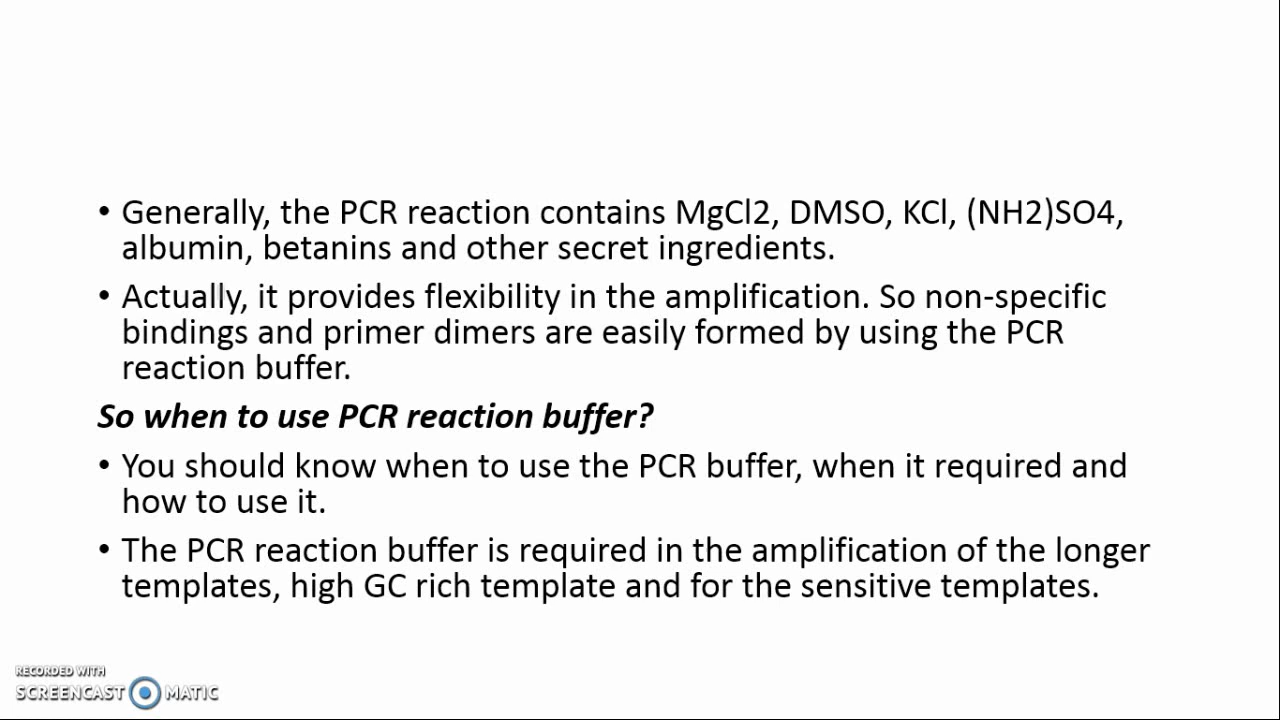 • Generally, the PCR reaction contains MgCl2, DMSO, KCl, (NH2)SO4,
albumin, betanins and other secret ingredients.
• Actually, it provides flexibility in the amplification. So non-specific
bindings and primer dimers are easily formed by using the PCR
reaction buffer.
So when to use PCR reaction buffer?
• You should know when to use the PCR buffer, when it required and
how to use it.
• The PCR reaction buffer is required in the amplification of the longer
templates, high GC rich template and for the sensitive templates.
RECORDED WITH
SCREENCAST MATIC